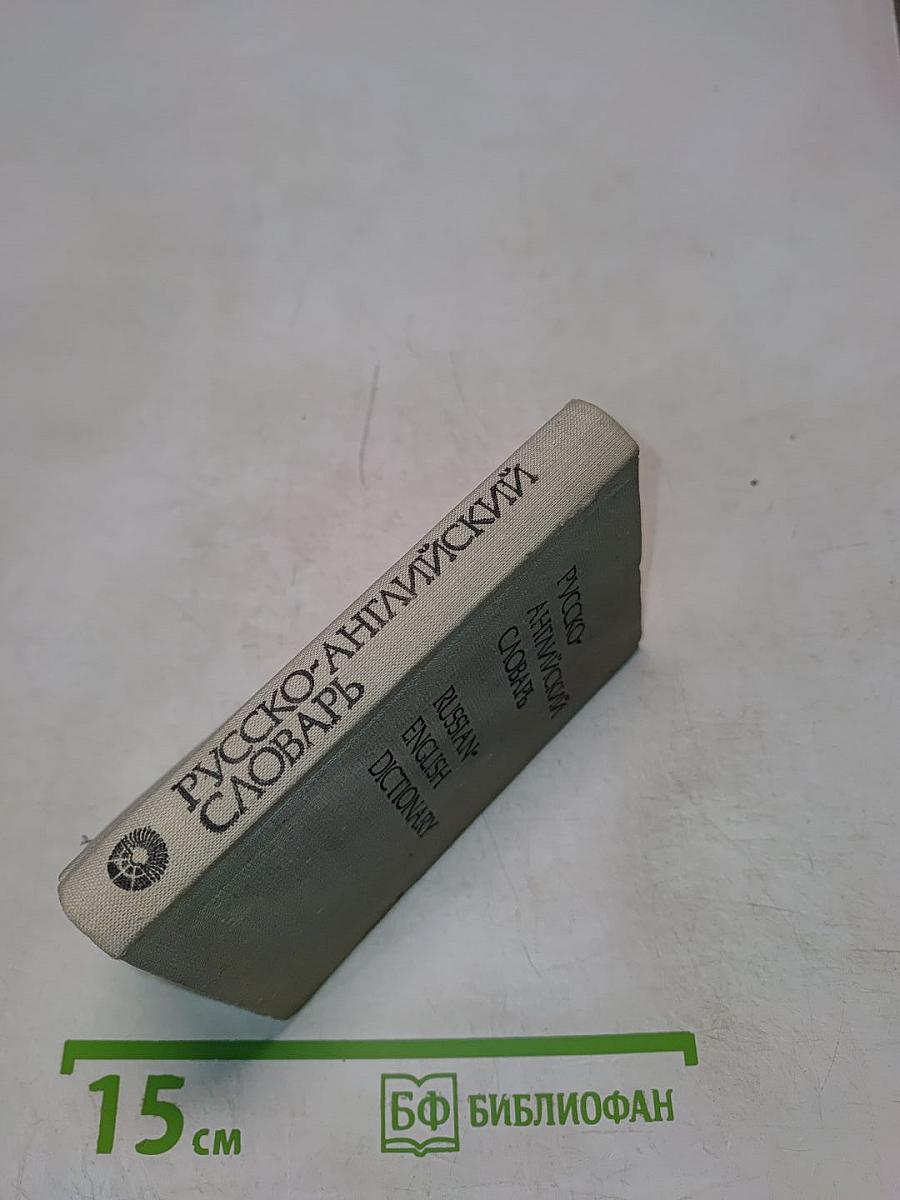 РУССКО-АНГЛИЙСКИЙ
СЛОВАРЬ
РУССКО-
АНГЛИЙСКИЙ
СЛОВАРЬ
RUSSIAN-
ENGLISH
DICTIONARY
15 см
БФ БИБЛИОФАН